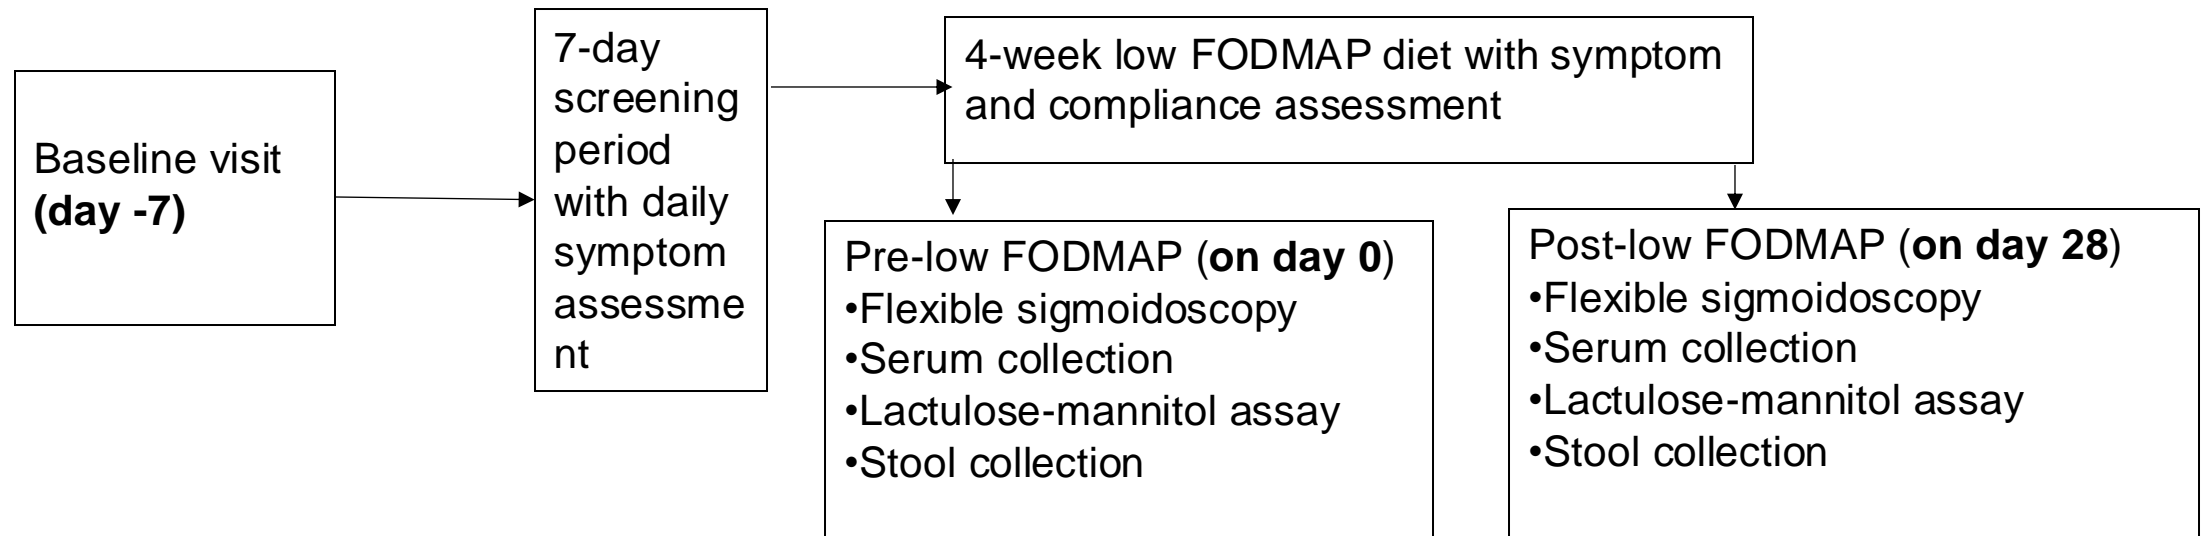 Baseline visit
(day -7)
7-day
screening
period
with daily
symptom
assessme
nt
4-week low FODMAP diet with symptom
and compliance assessment
Pre-low FODMAP (on day 0)
•Flexible sigmoidoscopy
•Serum collection
•Lactulose-mannitol assay
•Stool collection
Post-low FODMAP (on day 28)
•Flexible sigmoidoscopy
•Serum collection
•Lactulose-mannitol assay
•Stool collection